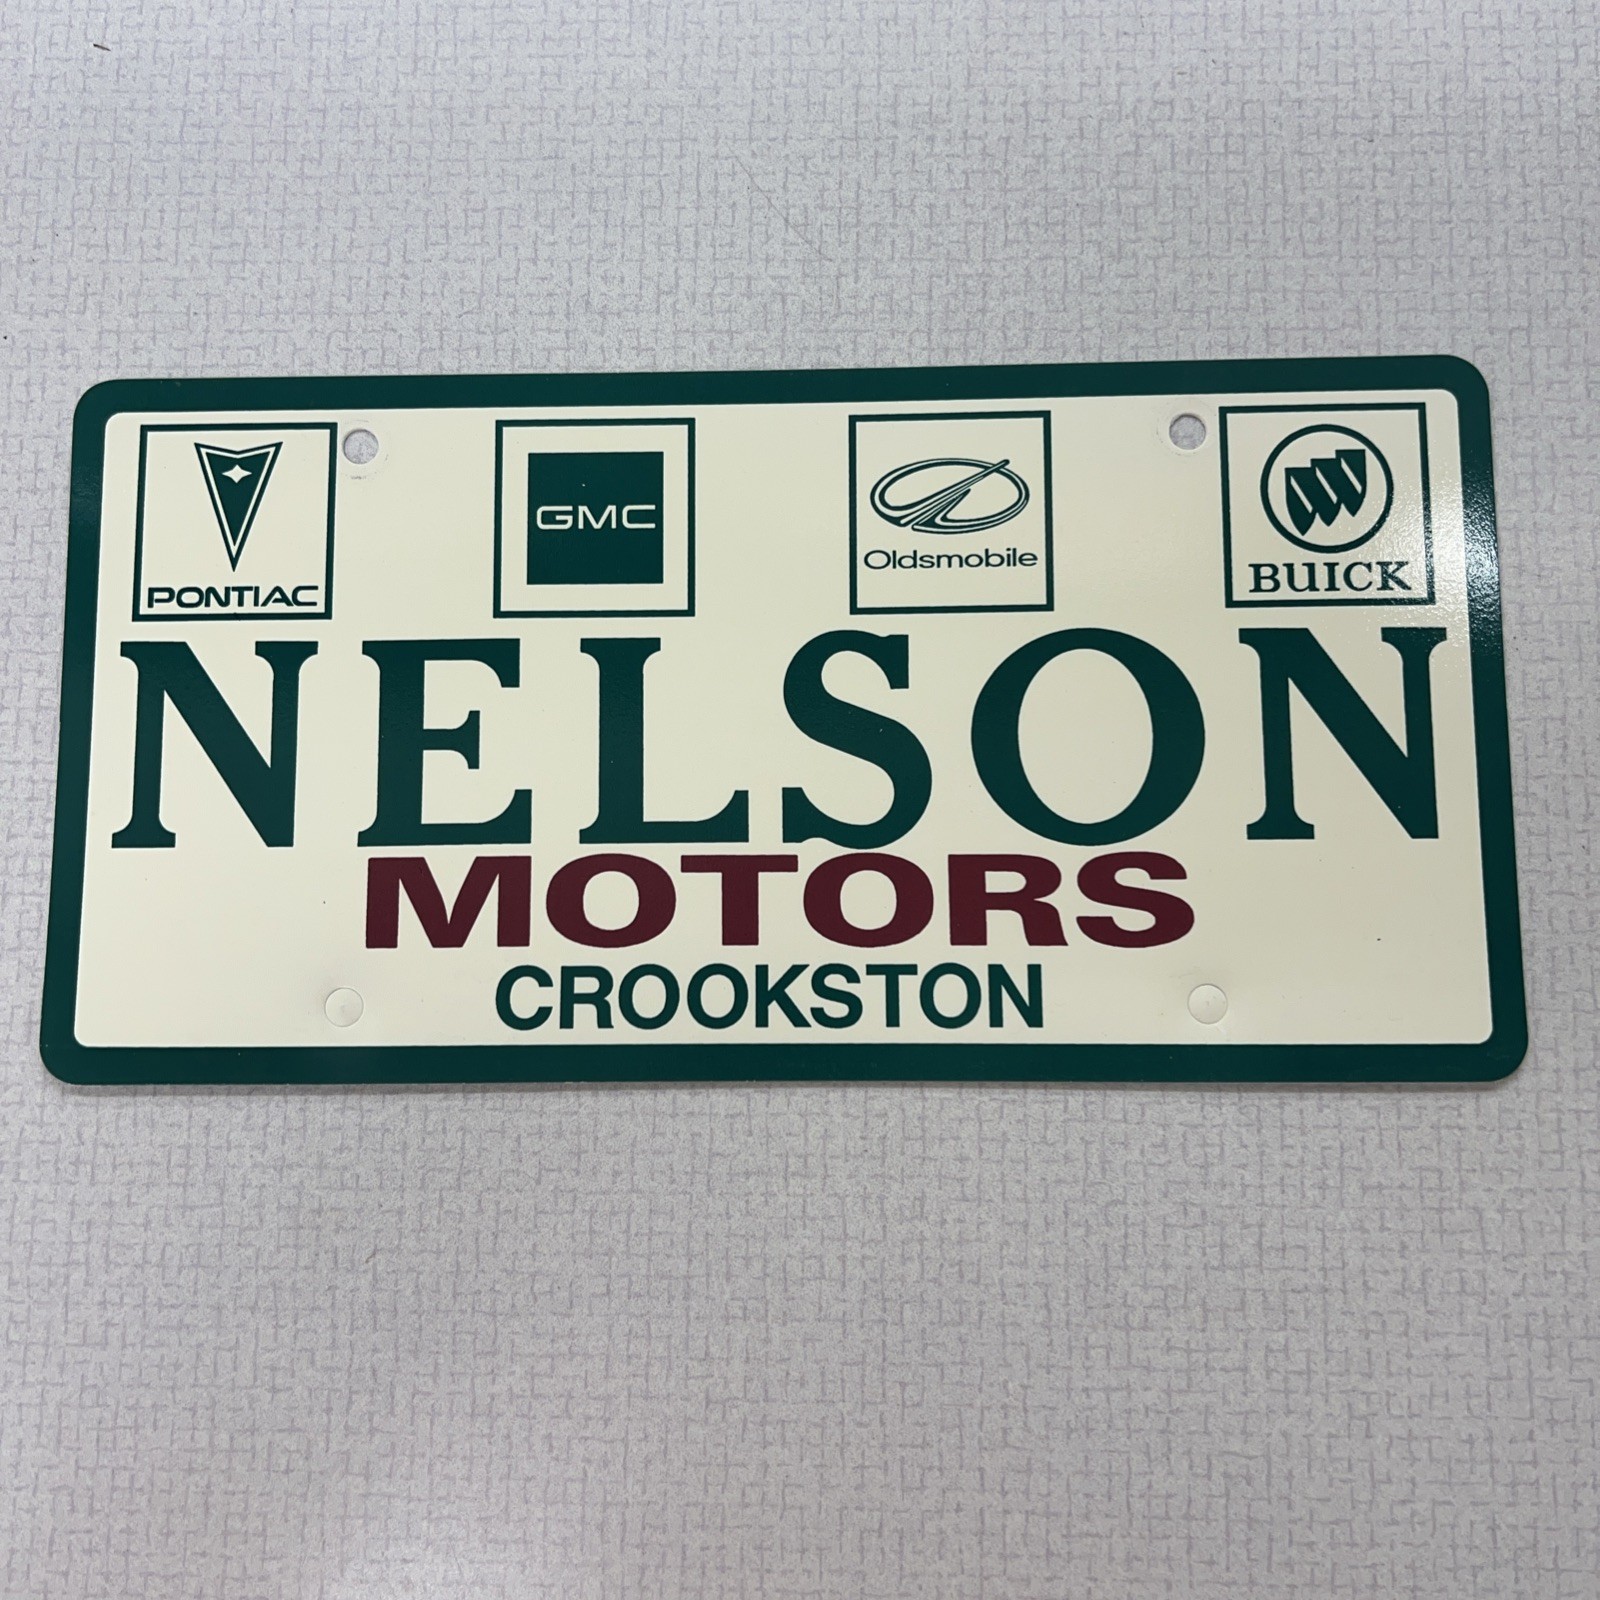 PONTIAC GMC Oldsmobile BUICK
NELSON
MOTORS
CROOKSTON